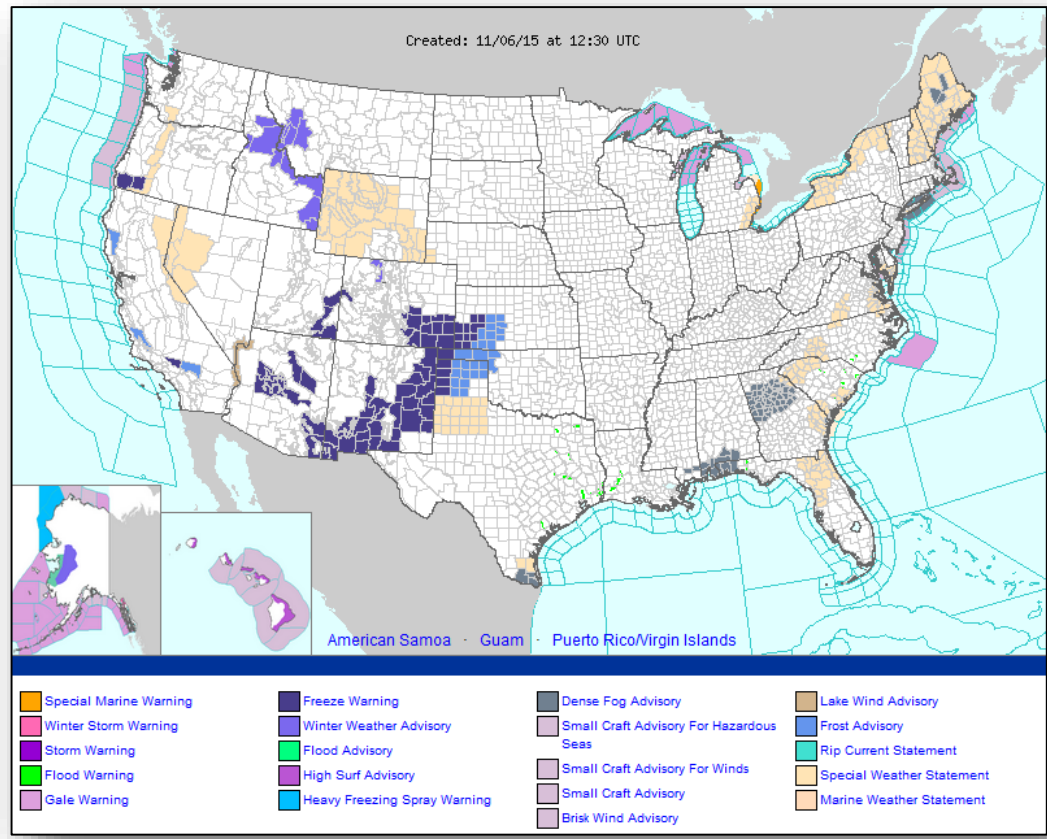 Created: 11/06/15 at 12:30 UTC
American Samoa · Guam · Puerto Rico/Virgin Islands
Special Marine Warning
Winter Storm Warning
Storm Warning
Flood Warning
Gale Warning
Freeze Warning
Winter Weather Advisory
Flood Advisory
High Surf Advisory
Heavy Freezing Spray Warning
Dense Fog Advisory
Small Craft Advisory For Hazardous
Seas
Small Craft Advisory For Winds
Small Craft Advisory
Brisk Wind Advisory
Lake Wind Advisory
Frost Advisory
Rip Current Statement
Special Weather Statement
Marine Weather Statement